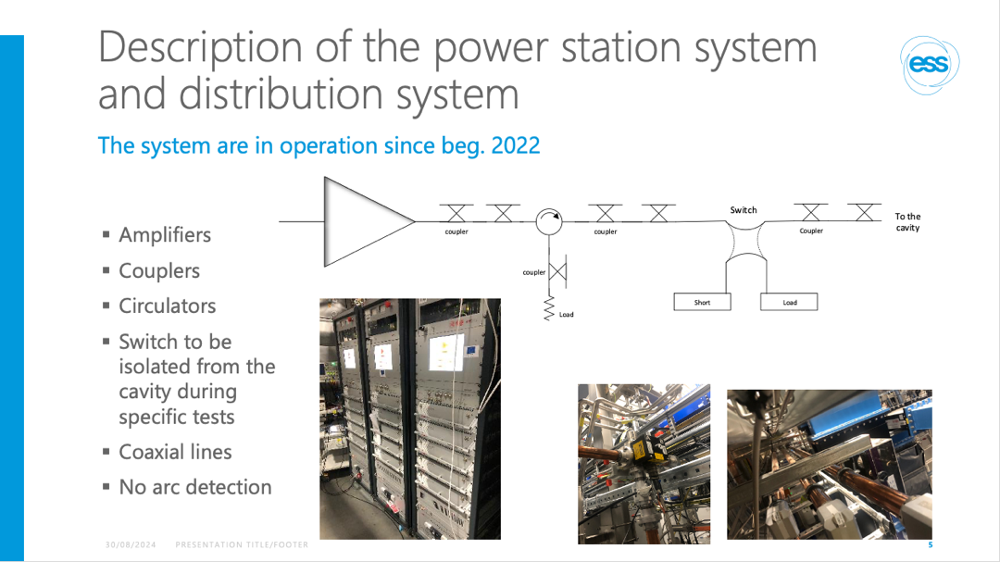 Description of the power station system
and distribution system
ess
The system are in operation since beg. 2022
▪ Amplifiers
▪ Couplers
▪ Circulators
▪ Switch to be
isolated from the
cavity during
specific tests
▪ Coaxial lines
▪ No arc detection
coupler
coupler
Switch
Coupler
To the
cavity
coupler
Load
Short
Load
30/08/2024 PRESENTATION TITLE/FOOTER
5